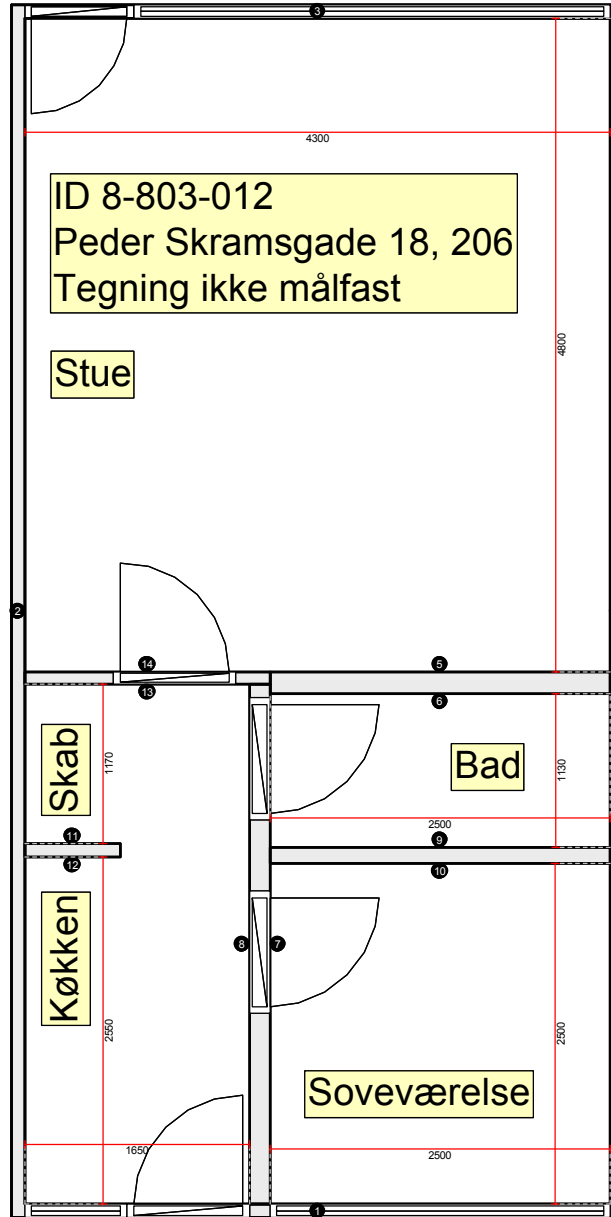 3
4300
ID 8-803-012
Peder Skramsgade 18, 206
Tegning ikke målfast
4800
Stue
2
14
5
13
6
Skab
1170
Bad
1130
2500
11
9
12
10
Køkken
8
7
2550
2500
Soveværelse
1650
2500
1